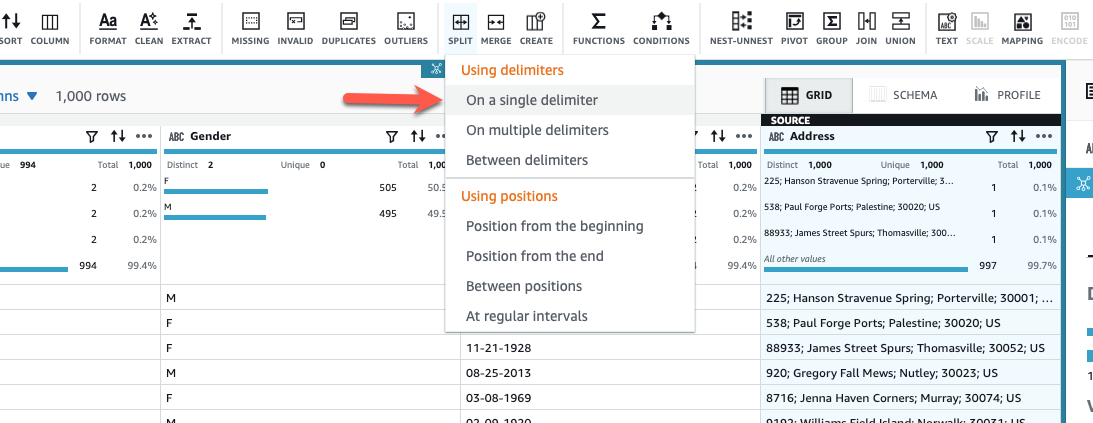 SORT COLUMN FORMAT CLEAN EXTRACT MISSING INVALID DUPLICATES OUTLIERS SPLIT MERGE CREATE FUNCTIONS CONDITIONS NEST-UNNEST PIVOT GROUP JOIN UNION TEXT SCALE MAPPING ENCODE
Using delimiters
On a single delimiter
On multiple delimiters
Between delimiters
Using positions
Position from the beginning
Position from the end
Between positions
At regular intervals
1,000 rows
GRID SCHEMA PROFILE
SOURCE
ABC Gender
ABC Address
994 Total 1,000
Distinct 2 Unique 0 Total
Distinct 1,000 Unique 1,000 Total 1,000
2 0.2%
2 0.2%
2 0.2%
994 99.4%
F 505
M 495
0.2%
0.2%
0.2%
99.4%
225; Hanson Stravenue Spring; Porterville; 3... 1 0.1%
538; Paul Forge Ports; Palestine; 30020; US 1 0.1%
88933; James Street Spurs; Thomasville; 300... 1 0.1%
All other values 997 99.7%
M 225; Hanson Stravenue Spring; Porterville; 30001; ...
F 538; Paul Forge Ports; Palestine; 30020; US
F 11-21-1928 88933; James Street Spurs; Thomasville; 30052; US
M 08-25-2013 920; Gregory Fall Mews; Nutley; 30023; US
F 03-08-1969 8716; Jenna Haven Corners; Murray; 30074; US
M 02-09-1920 9192; Williams Field Island; Norwalk; 30031; US